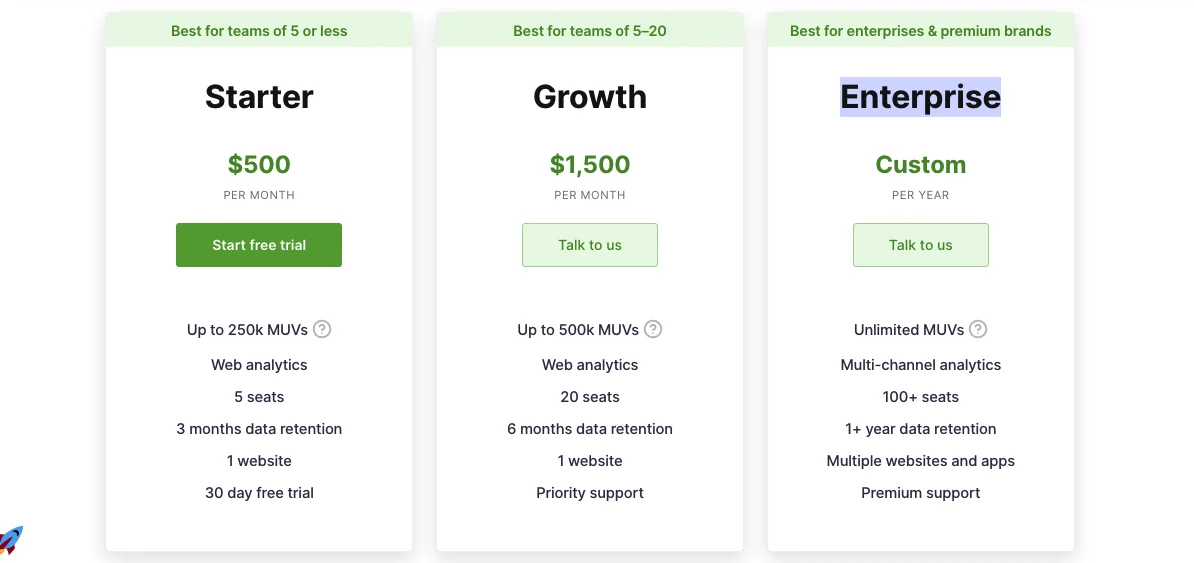 Best for teams of 5 or less
Starter
$500
PER MONTH
Start free trial
Up to 250k MUVs ?
Web analytics
5 seats
3 months data retention
1 website
30 day free trial
Best for teams of 5–20
Growth
$1,500
PER MONTH
Talk to us
Up to 500k MUVs ?
Web analytics
20 seats
6 months data retention
1 website
Priority support
Best for enterprises & premium brands
Enterprise
Custom
PER YEAR
Talk to us
Unlimited MUVs ?
Multi-channel analytics
100+ seats
1+ year data retention
Multiple websites and apps
Premium support